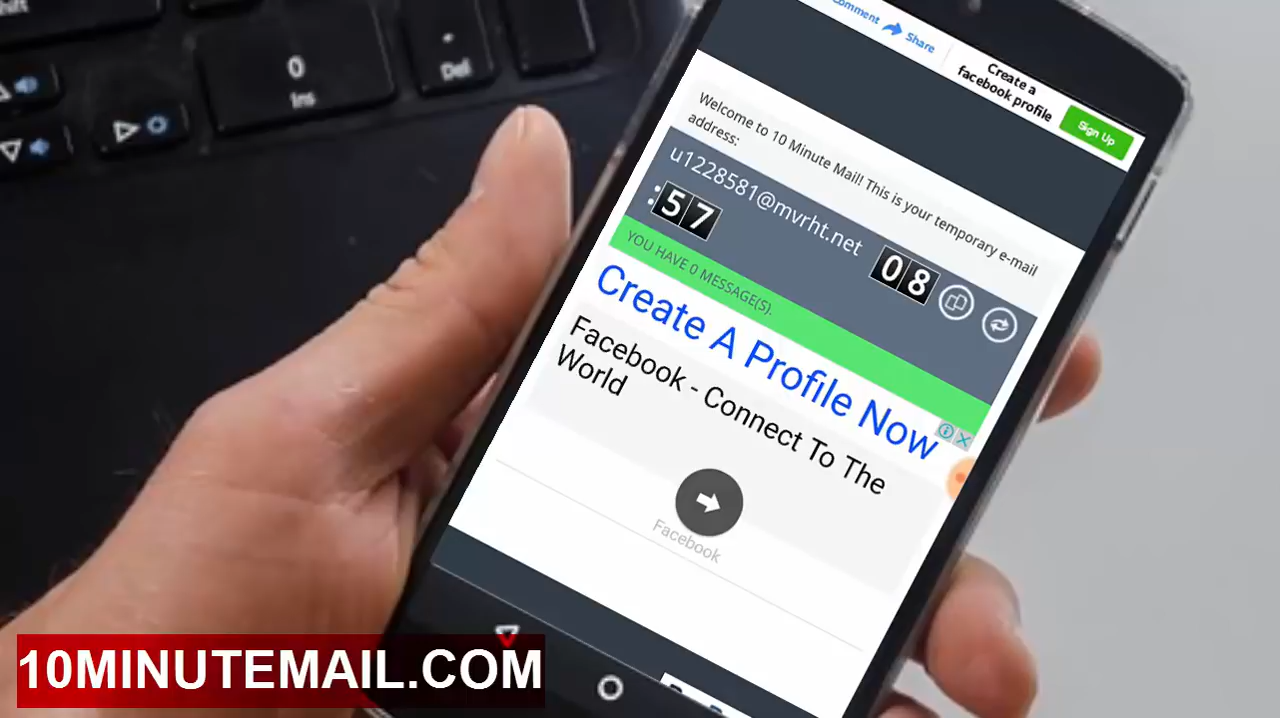 0
Ins
Del
Comment
Share
Create a
facebook profile
Sign Up
Welcome to 10 Minute Mail! This is your temporary e-mail
address:
u1228581@mvrht.net
08
:57
YOU HAVE 0 MESSAGE(S).
Create A Profile Now
Facebook - Connect To The
World
Facebook
10MINUTEMAIL.COM